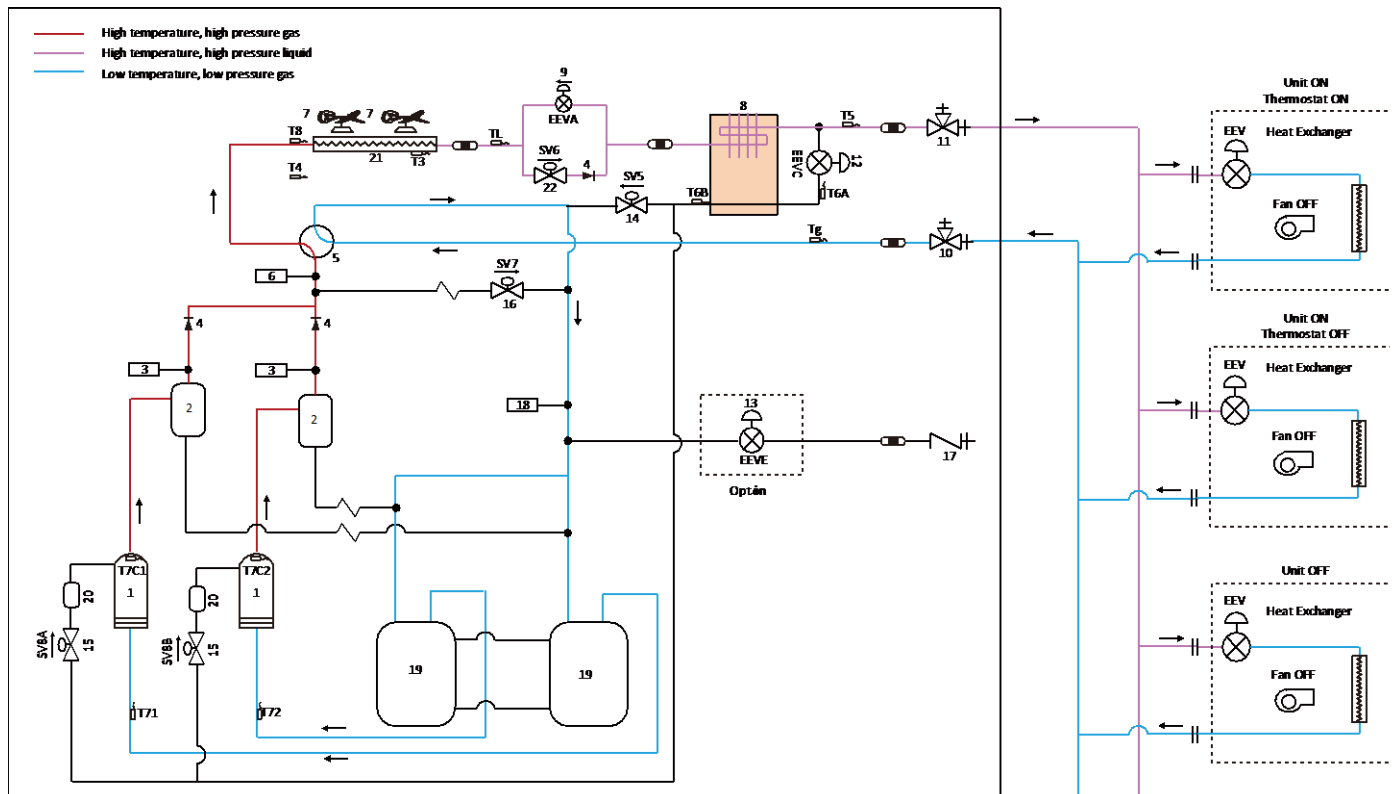 High temperature, high pressure gas
High temperature, high pressure liquid
Low temperature, low pressure gas
9
EEVA
7
7
T8
21
T3
T4
TL
SV6
4
22
8
T5
11
EEVC
12
T6A
T6B
SV5
14
5
Tg
10
6
SV7
16
4
4
3
3
2
2
18
13
EEVE
Optión
17
T7C1
1
T7C2
1
20
20
SV8A
15
SV8B
15
19
19
T71
T72
Unit ON
Thermostat ON
EEV
Heat Exchanger
Fan OFF
Unit ON
Thermostat OFF
EEV
Heat Exchanger
Fan OFF
Unit OFF
EEV
Heat Exchanger
Fan OFF